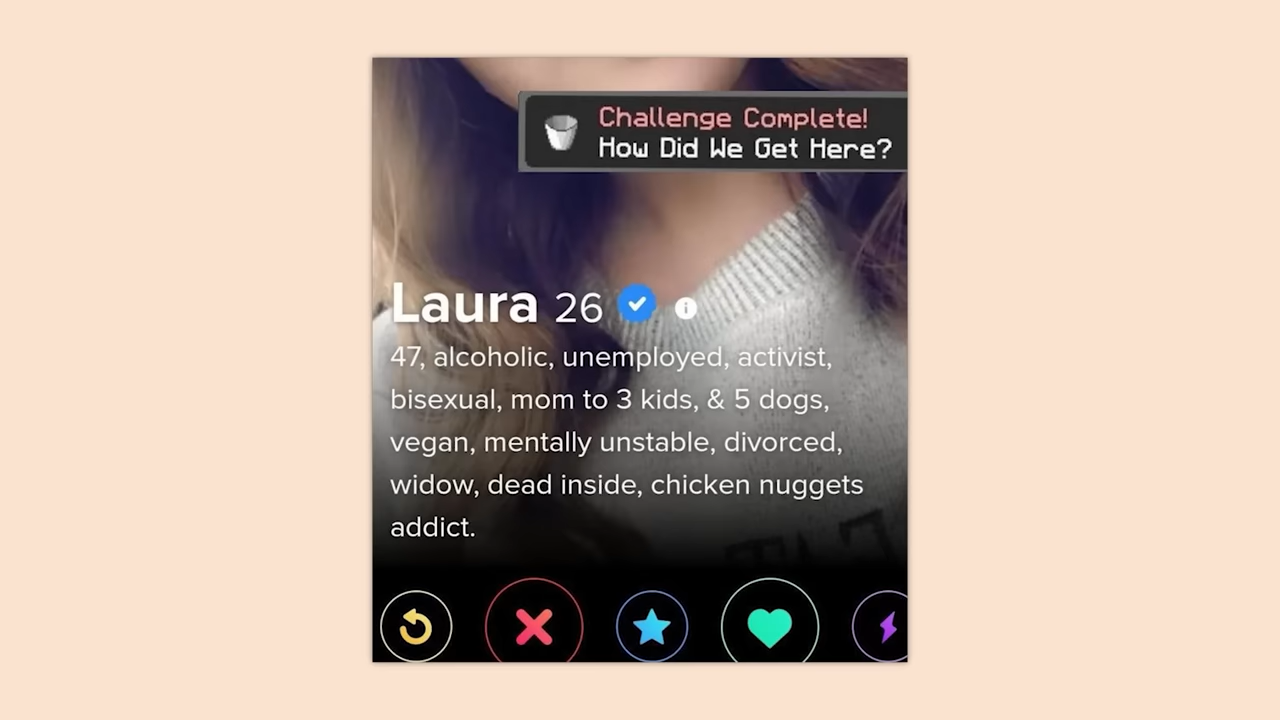 Challenge Complete!
How Did We Get Here?
Laura 26
47, alcoholic, unemployed, activist,
bisexual, mom to 3 kids, & 5 dogs,
vegan, mentally unstable, divorced,
widow, dead inside, chicken nuggets
addict.